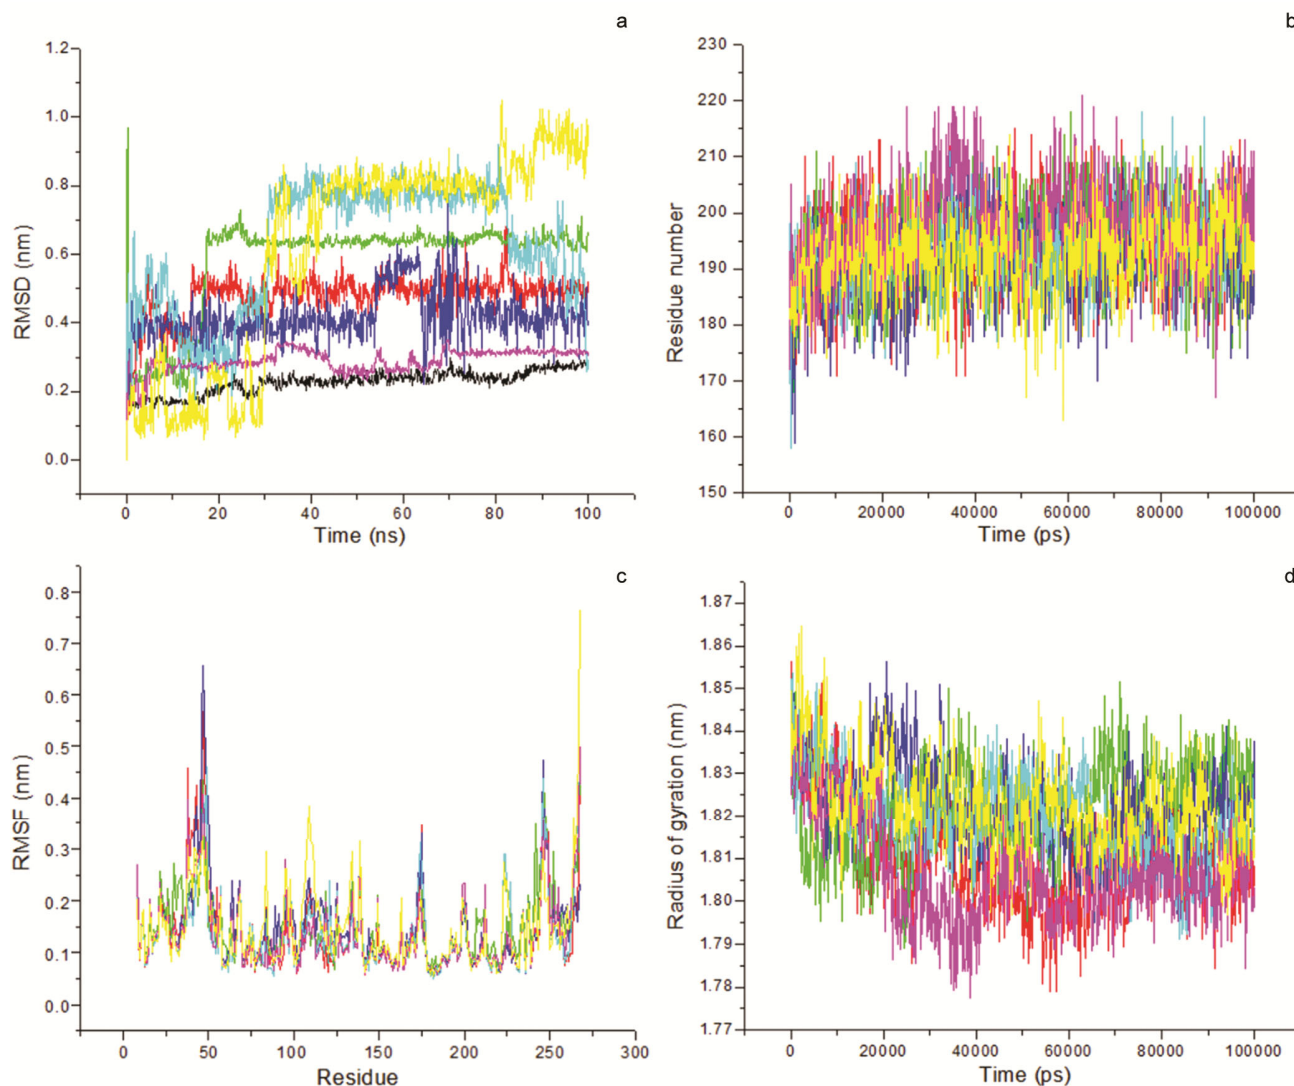 a
1.2
1.0
0.8
0.6
0.4
0.2
0.0
RMSD (nm)
0 20 40 60 80 100
Time (ns)
b
230
220
210
200
190
180
170
160
150
Residue number
0 20000 40000 60000 80000 100000
Time (ps)
c
0.8
0.7
0.6
0.5
0.4
0.3
0.2
0.1
0.0
RMSF (nm)
0 50 100 150 200 250 300
Residue
d
1.87
1.86
1.85
1.84
1.83
1.82
1.81
1.80
1.79
1.78
1.77
Radius of gyration (nm)
0 20000 40000 60000 80000 100000
Time (ps)